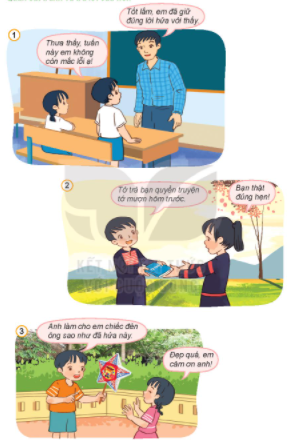 1
Tốt lắm, em đã giữ
đúng lời hứa với thầy.
Thưa thầy, tuần
này em không
còn mắc lỗi ạ!
2
Tớ trả bạn quyển truyện
tớ mượn hôm trước.
Bạn thật
đúng hẹn!
3
Anh làm cho em chiếc đèn
ông sao như đã hứa này.
Đẹp quá, em
cảm ơn anh!